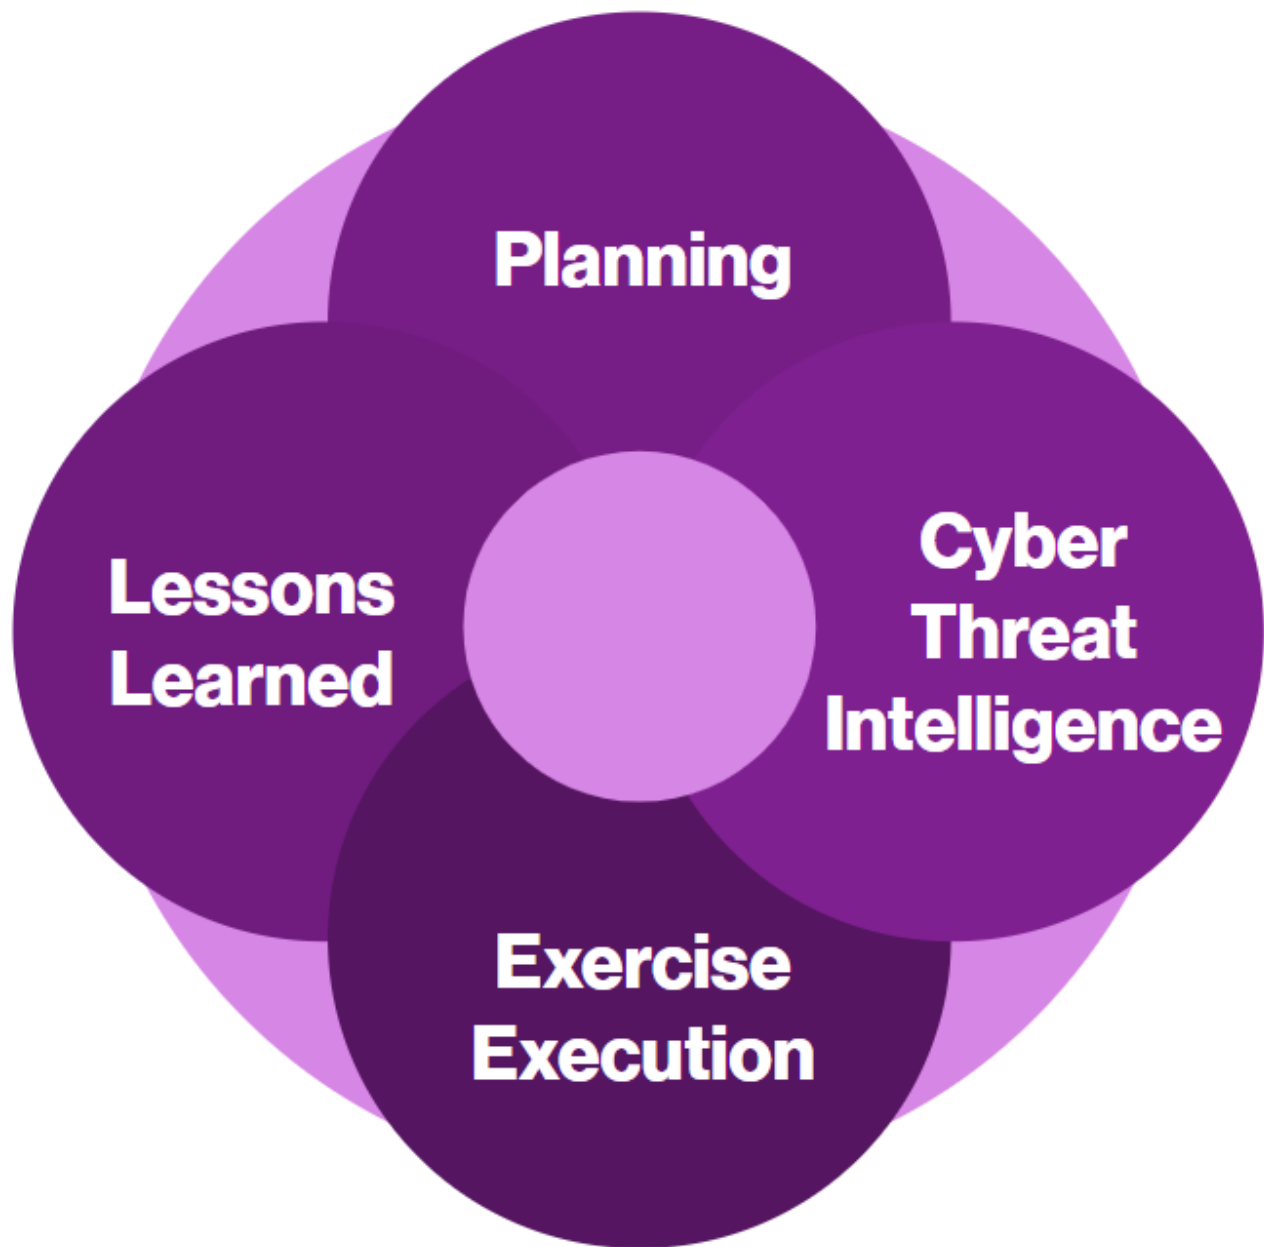 Planning
Cyber
Threat
Intelligence
Lessons
Learned
Exercise
Execution